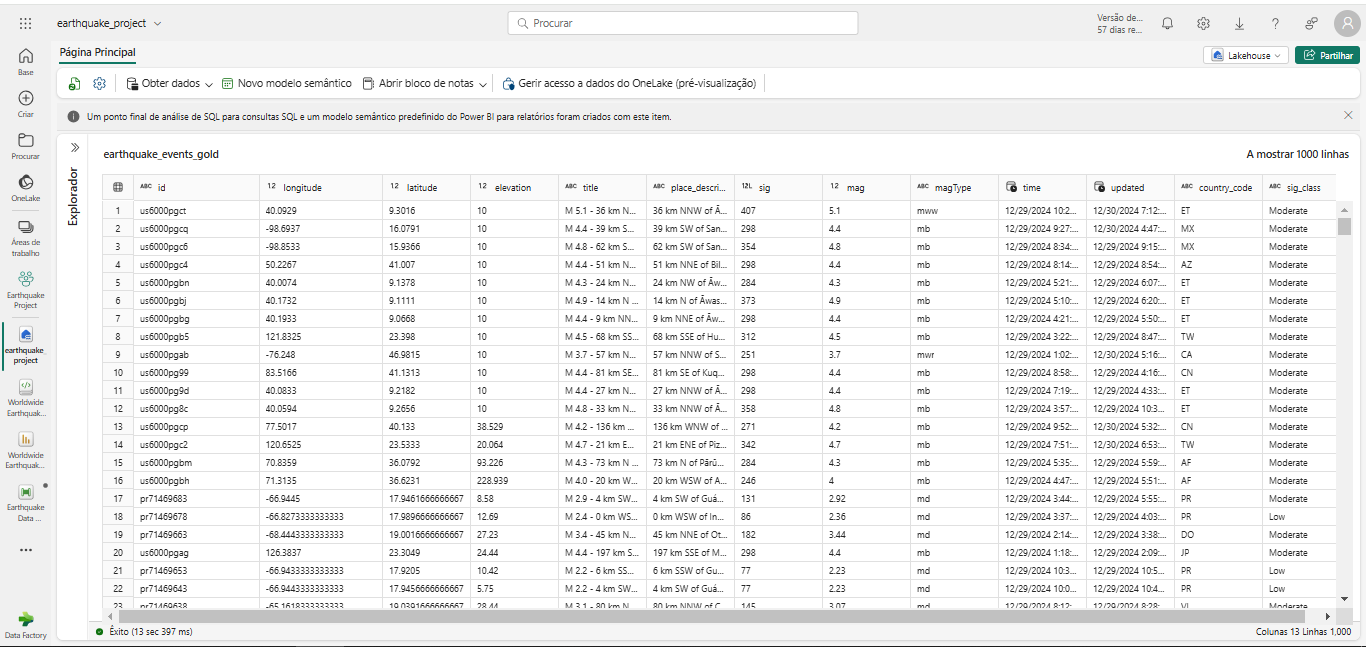 earthquake_project
Procurar
Versão de...
57 dias re...
Base
Criar
Procurar
OneLake
Áreas de
trabalho
Earthquake
Project
earthquake_
project
Worldwide
Earthquak...
Worldwide
Earthquak...
Earthquake
Data ...
Data Factory
Página Principal
Lakehouse
Partilhar
Obter dados Novo modelo semântico Abrir bloco de notas Gerir acesso a dados do OneLake (pré-visualização)
Um ponto final de análise de SQL para consultas SQL e um modelo semântico predefinido do Power BI para relatórios foram criados com este item.
Explorador
earthquake_events_gold
A mostrar 1000 linhas
ABC id 12 longitude 12 latitude 12 elevation ABC title ABC place_descri... 12L sig 12 mag ABC magType time updated ABC country_code ABC sig_class
1 us6000pgct 40.0929 9.3016 10 M 5.1 - 36 km N... 36 km NNW of Ā... 407 5.1 mww 12/29/2024 10:2... 12/30/2024 7:12:... ET Moderate
2 us6000pgcq -98.6937 16.0791 10 M 4.4 - 39 km S... 39 km SW of San... 298 4.4 mb 12/29/2024 9:27:... 12/30/2024 4:47:... MX Moderate
3 us6000pgc6 -98.8533 15.9366 10 M 4.8 - 62 km S... 62 km SW of San... 354 4.8 mb 12/29/2024 8:34:... 12/29/2024 9:15:... MX Moderate
4 us6000pgc4 50.2267 41.007 10 M 4.4 - 51 km N... 51 km NNE of Bil... 298 4.4 mb 12/29/2024 8:14:... 12/29/2024 8:54:... AZ Moderate
5 us6000pgbn 40.0074 9.1378 10 M 4.3 - 24 km N... 24 km NW of Āw... 284 4.3 mb 12/29/2024 5:21:... 12/29/2024 6:07:... ET Moderate
6 us6000pgbj 40.1732 9.1111 10 M 4.9 - 14 km N ... 14 km N of Āwas... 373 4.9 mb 12/29/2024 5:10:... 12/29/2024 6:20:... ET Moderate
7 us6000pgbg 40.1933 9.0668 10 M 4.4 - 9 km NN... 9 km NNE of Āw... 298 4.4 mb 12/29/2024 4:21:... 12/29/2024 5:50:... ET Moderate
8 us6000pgb5 121.8325 23.398 10 M 4.5 - 68 km SS... 68 km SSE of Hu... 312 4.5 mb 12/29/2024 3:22:... 12/29/2024 8:47:... TW Moderate
9 us6000pgab -76.248 46.9815 10 M 3.7 - 57 km N... 57 km NNW of S... 251 3.7 mwr 12/29/2024 1:02:... 12/30/2024 5:16:... CA Moderate
10 us6000pg99 83.5166 41.1313 10 M 4.4 - 81 km SE... 81 km SE of Kuq... 298 4.4 mb 12/29/2024 8:58:... 12/29/2024 4:16:... CN Moderate
11 us6000pg9d 40.0833 9.2182 10 M 4.4 - 27 km N... 27 km NNW of Ā... 298 4.4 mb 12/29/2024 7:19:... 12/29/2024 4:33:... ET Moderate
12 us6000pg8c 40.0594 9.2656 10 M 4.8 - 33 km N... 33 km NNW of Ā... 358 4.8 mb 12/29/2024 3:57:... 12/29/2024 10:3... ET Moderate
13 us6000pgcp 77.5017 40.133 38.529 M 4.2 - 136 km ... 136 km WNW of ... 271 4.2 mb 12/29/2024 9:52:... 12/30/2024 5:32:... CN Moderate
14 us6000pgc2 120.6525 23.5333 20.064 M 4.7 - 21 km E... 21 km ENE of Piz... 342 4.7 mb 12/29/2024 7:51:... 12/30/2024 6:53:... TW Moderate
15 us6000pgbm 70.8359 36.0792 93.226 M 4.3 - 73 km N ... 73 km N of Pārū... 284 4.3 mb 12/29/2024 5:35:... 12/29/2024 5:59:... AF Moderate
16 us6000pgbh 71.3135 36.6231 228.939 M 4.0 - 20 km W... 20 km WSW of A... 246 4 mb 12/29/2024 4:47:... 12/29/2024 5:51:... AF Moderate
17 pr71469683 -66.9445 17.9461666666667 8.58 M 2.9 - 4 km SW... 4 km SW of Guá... 131 2.92 md 12/29/2024 3:44:... 12/29/2024 5:55:... PR Moderate
18 pr71469678 -66.8273333333333 17.9896666666667 12.69 M 2.4 - 0 km WS... 0 km WSW of In... 86 2.36 md 12/29/2024 3:37:... 12/29/2024 4:03:... PR Low
19 pr71469663 -68.4443333333333 19.0016666666667 27.23 M 3.4 - 45 km N... 45 km NNE of Ot... 182 3.44 md 12/29/2024 2:14:... 12/29/2024 3:38:... DO Moderate
20 us6000pgag 126.3837 23.3049 24.44 M 4.4 - 197 km S... 197 km SSE of M... 298 4.4 mb 12/29/2024 1:18:... 12/29/2024 2:09:... JP Moderate
21 pr71469653 -66.9433333333333 17.9205 10.42 M 2.2 - 6 km SS... 6 km SSW of Gu... 77 2.23 md 12/29/2024 10:3... 12/29/2024 10:5... PR Low
22 pr71469643 -66.9443333333333 17.9456666666667 5.75 M 2.2 - 4 km SW... 4 km SW of Guá... 77 2.23 md 12/29/2024 10:0... 12/29/2024 10:4... PR Low
23 pr71469638 -65.1618333333333 19.0391666666667 28.44 M 3.1 - 80 km N... 80 km NNW of C... 145 3.07 md 12/29/2024 8:12:... 12/29/2024 8:28:... VI Moderate
Êxito (13 sec 397 ms)
Colunas 13 Linhas 1,000